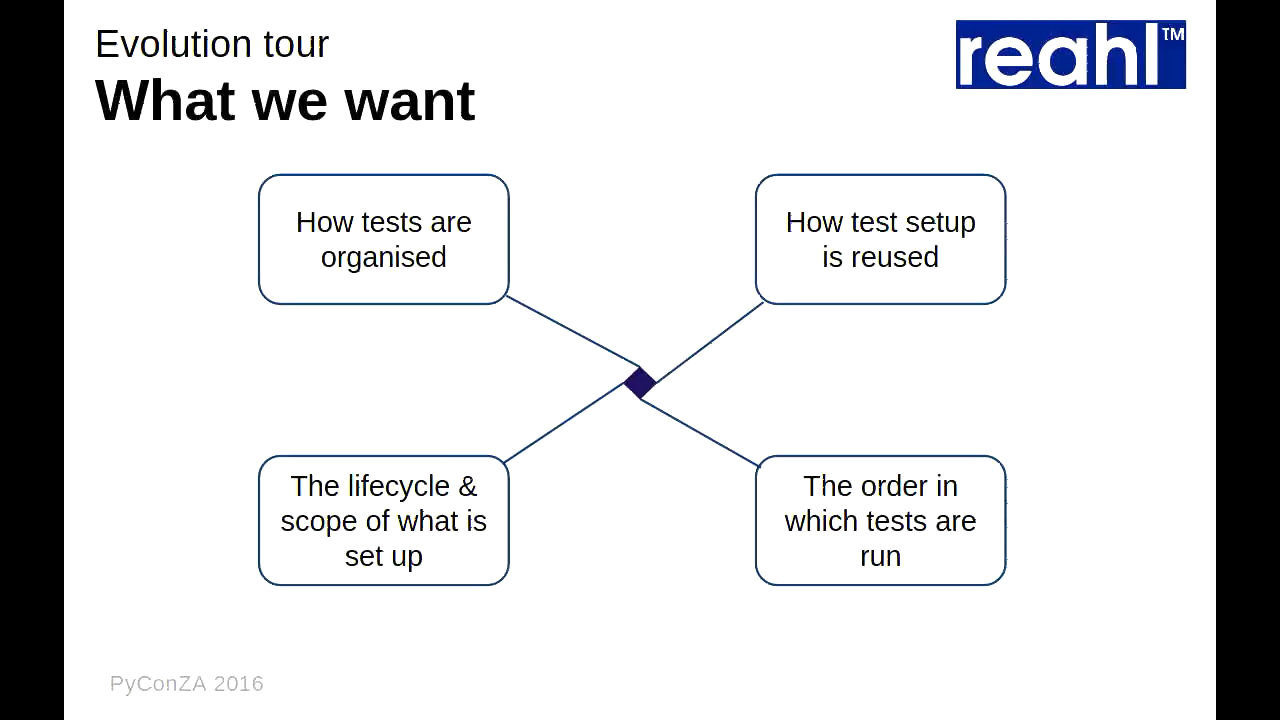 Evolution tour
What we want
reahl™
How tests are
organised
How test setup
is reused
The lifecycle &
scope of what is
set up
The order in
which tests are
run
PyConZA 2016